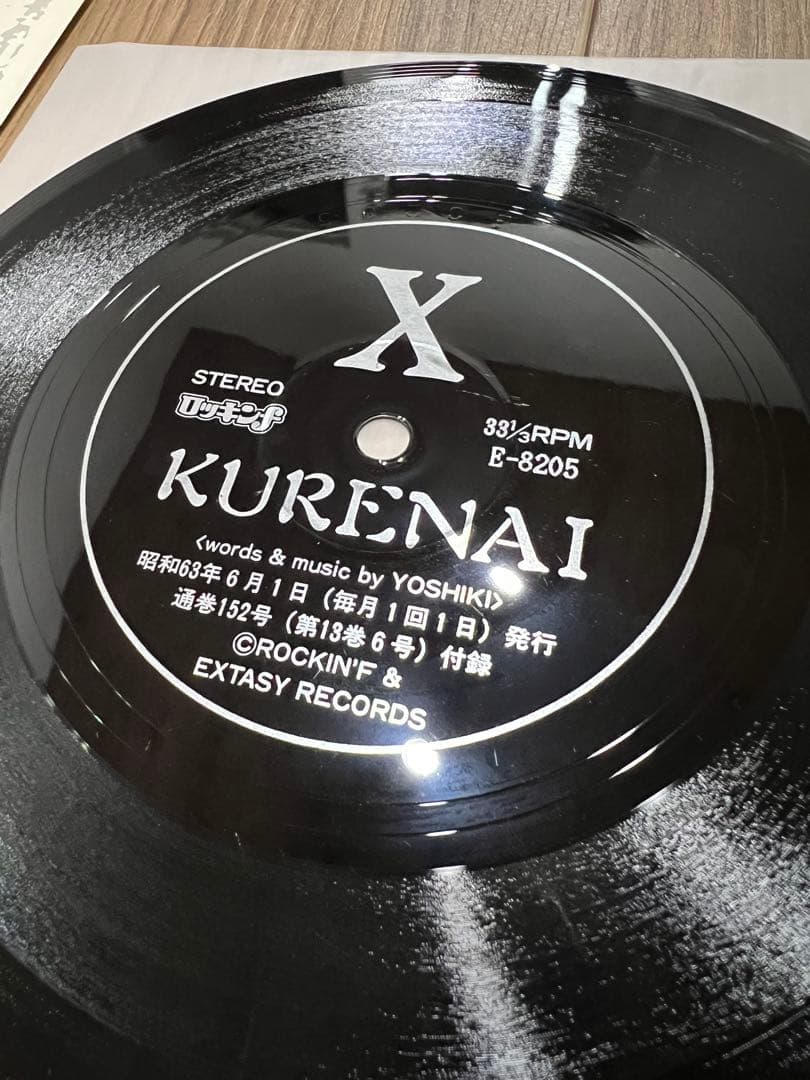 X
STEREO
ロッキンf
33⅓RPM
E-8205
KURENAI
<words & music by YOSHIKI>
昭和63年6月1日(毎月1回1日)発行
通巻152号(第13巻6号)付録
©ROCKIN'F &
EXTASY RECORDS